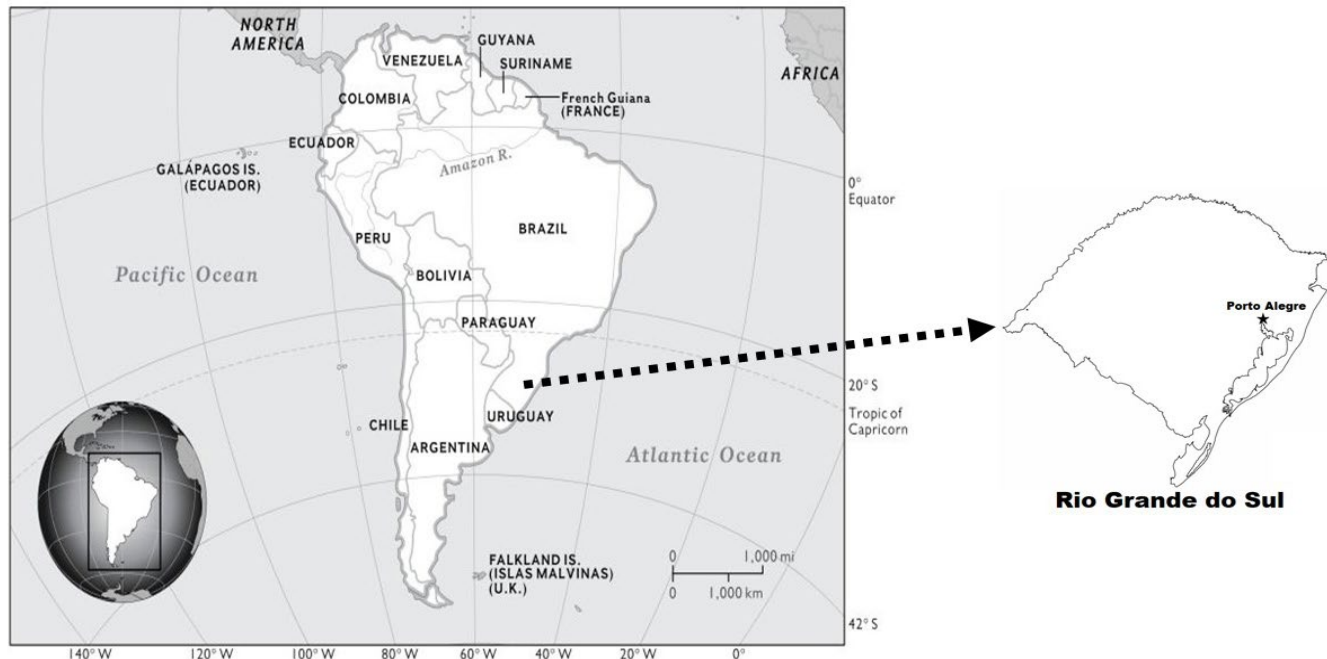 NORTH
AMERICA
GUYANA
VENEZUELA
SURINAME
AFRICA
COLOMBIA
French Guiana
(FRANCE)
ECUADOR
Amazon R.
GALÁPAGOS IS.
(ECUADOR)
0°
Equator
PERU
BRAZIL
Pacific Ocean
BOLIVIA
PARAGUAY
20° S
Tropic of
Capricorn
CHILE
URUGUAY
ARGENTINA
Atlantic Ocean
FALKLAND IS.
(ISLAS MALVINAS)
(U.K.)
0 1,000 mi
0 1,000 km
42° S
140° W 120° W 100° W 80° W 60° W 40° W 20° W 0°
Porto Alegre
Rio Grande do Sul